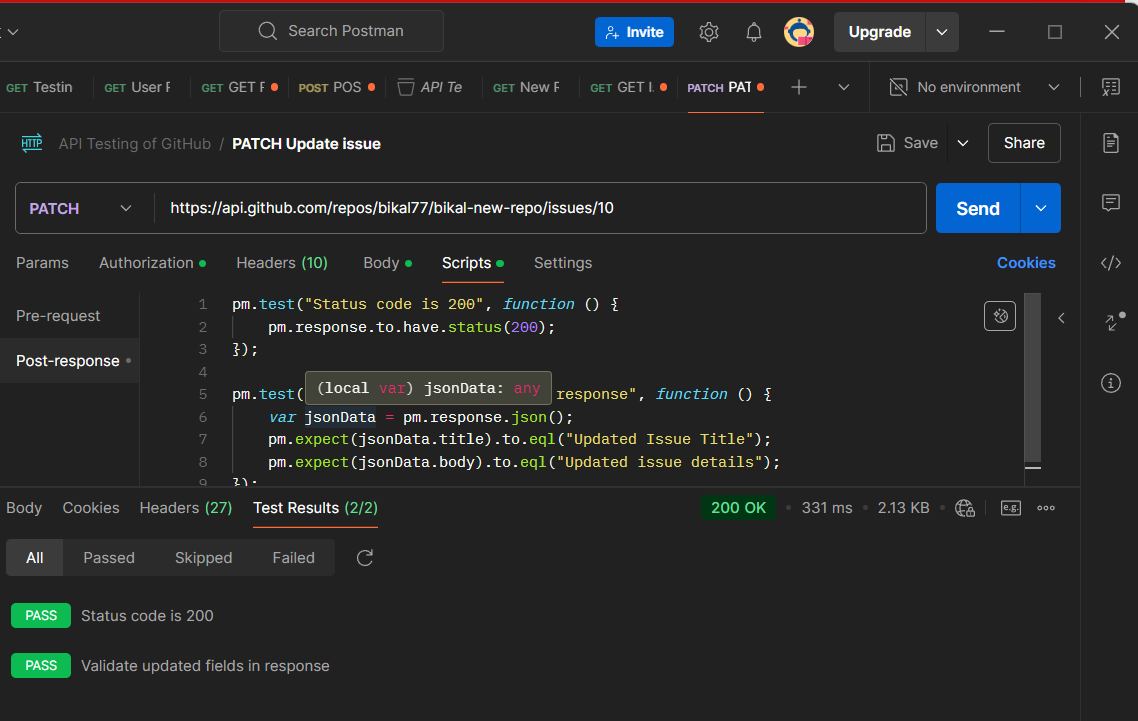 Search Postman
Invite
Upgrade
GET Testin
GET User F
GET GET F
POST POS
API Te
GET New F
GET GET I.
PATCH PAT
No environment
HTTP
API Testing of GitHub / PATCH Update issue
Save
Share
PATCH
https://api.github.com/repos/bikal77/bikal-new-repo/issues/10
Send
Params
Authorization
Headers (10)
Body
Scripts
Settings
Cookies
Pre-request
Post-response
1 pm.test("Status code is 200", function () {
2 pm.response.to.have.status(200);
3 });
4
(local var) jsonData: any
5 pm.test( response", function () {
6 var jsonData = pm.response.json();
7 pm.expect(jsonData.title).to.eql("Updated Issue Title");
8 pm.expect(jsonData.body).to.eql("Updated issue details");
9 });
Body
Cookies
Headers (27)
Test Results (2/2)
200 OK
331 ms
2.13 KB
e.g.
All
Passed
Skipped
Failed
PASS Status code is 200
PASS Validate updated fields in response